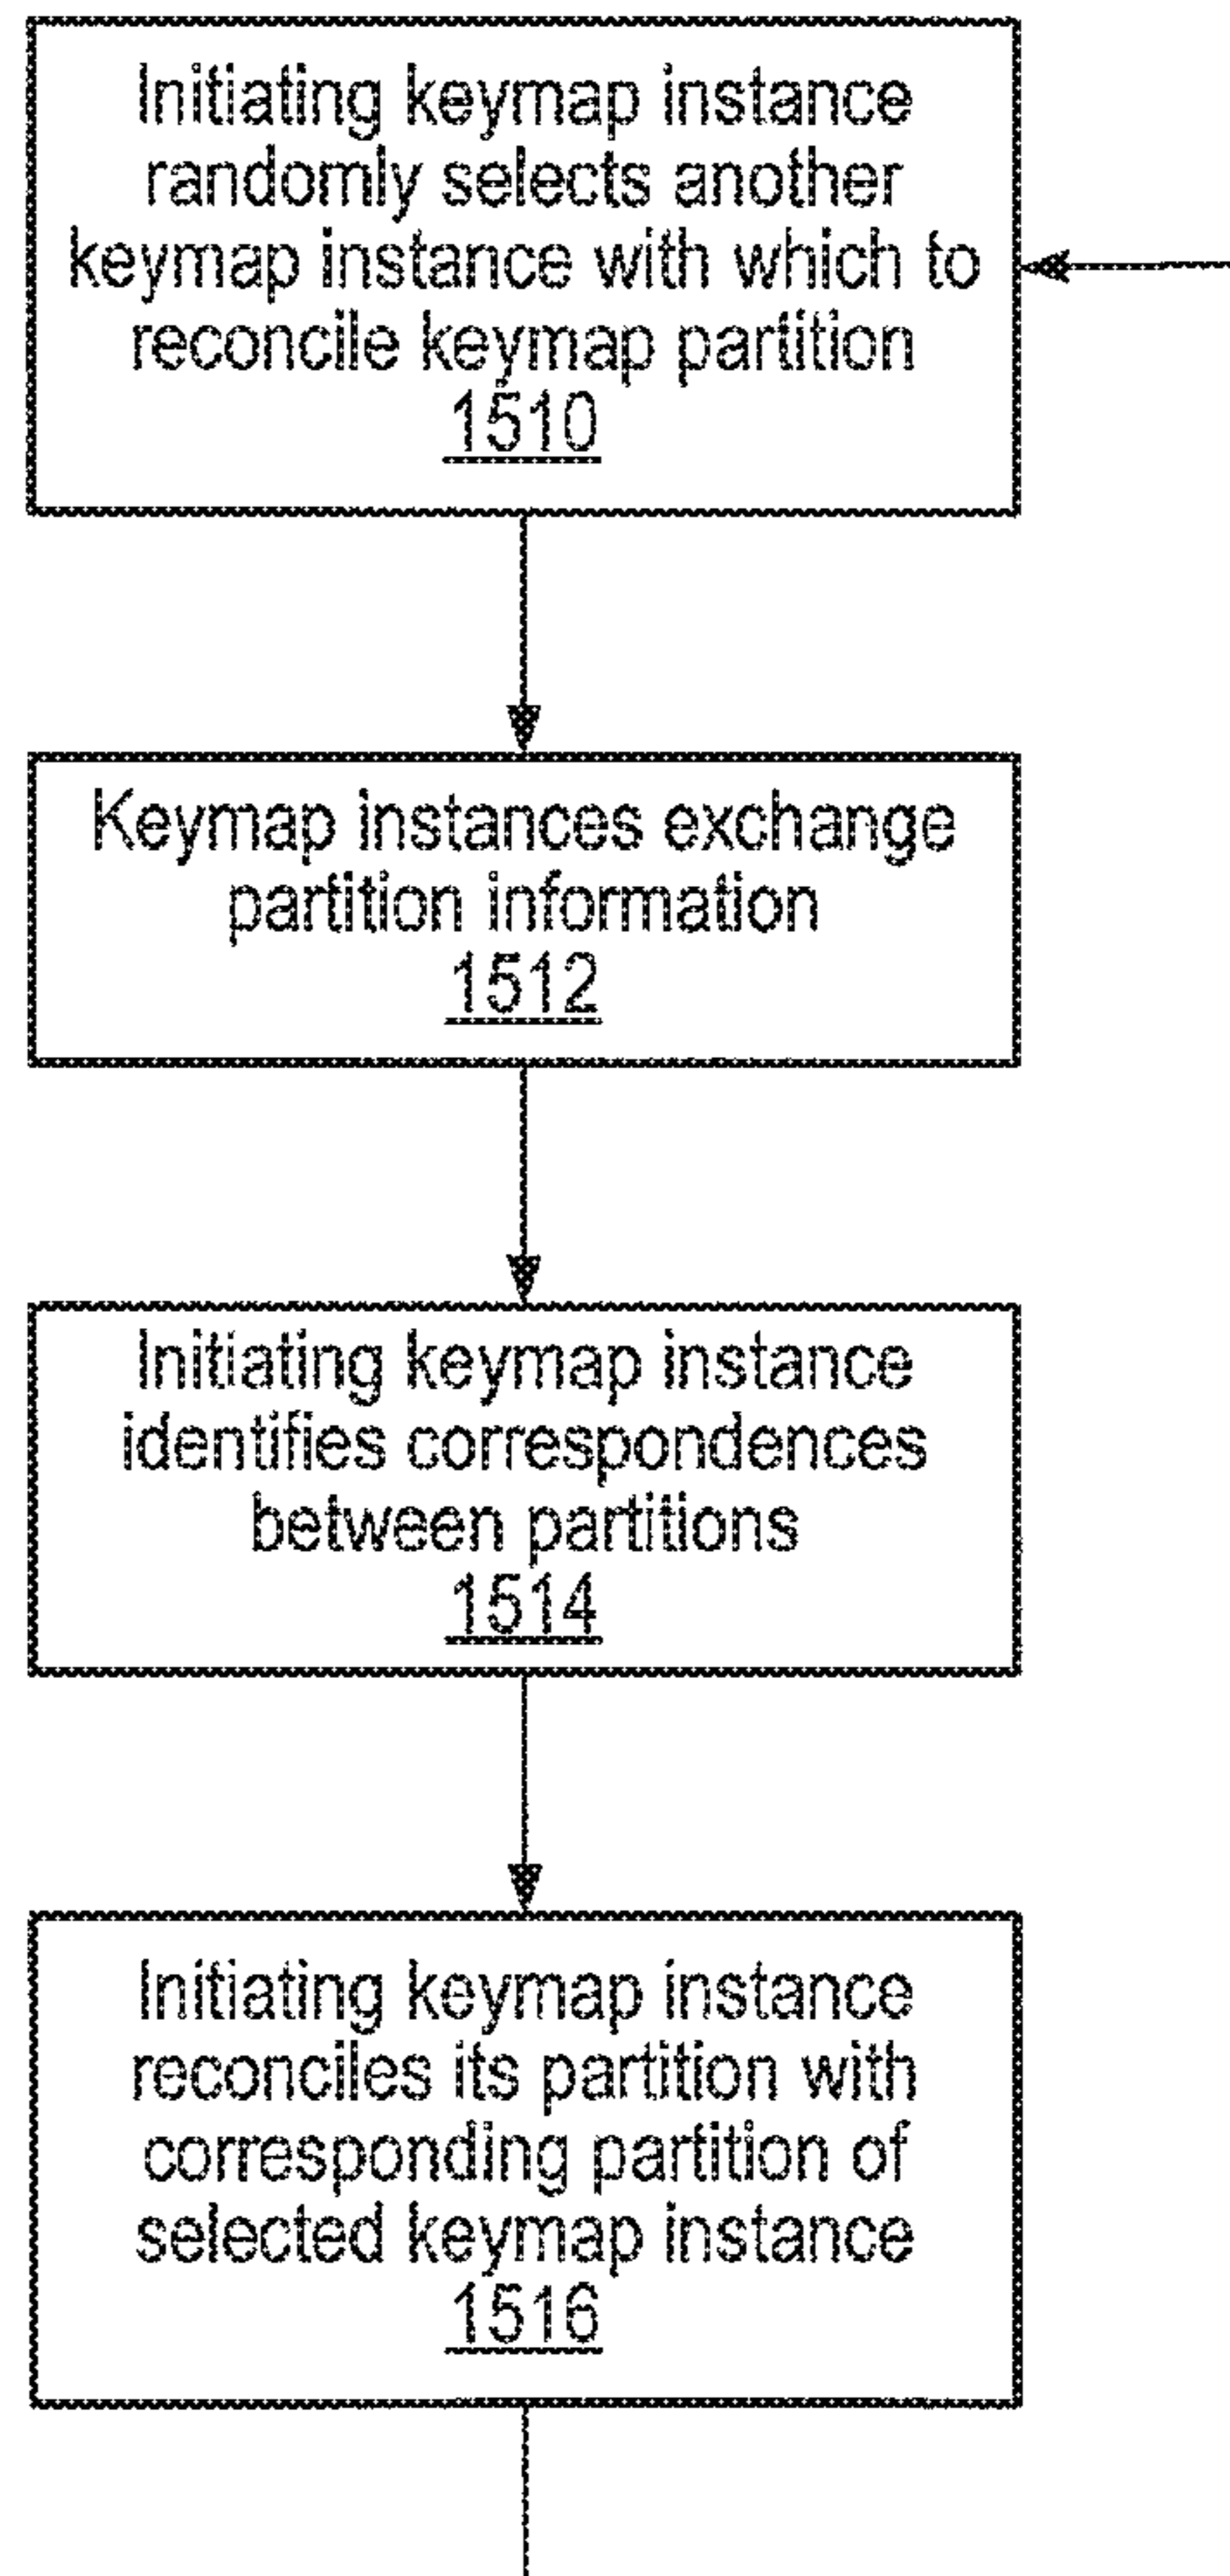 Initiating keymap instance
randomly selects another
keymap instance with which to
reconcile keymap partition
1510
Keymap instances exchange
partition information
1512
Initiating keymap instance
identifies correspondences
between partitions
1514
Initiating keymap instance
reconciles its partition with
corresponding partition of
selected keymap instance
1516